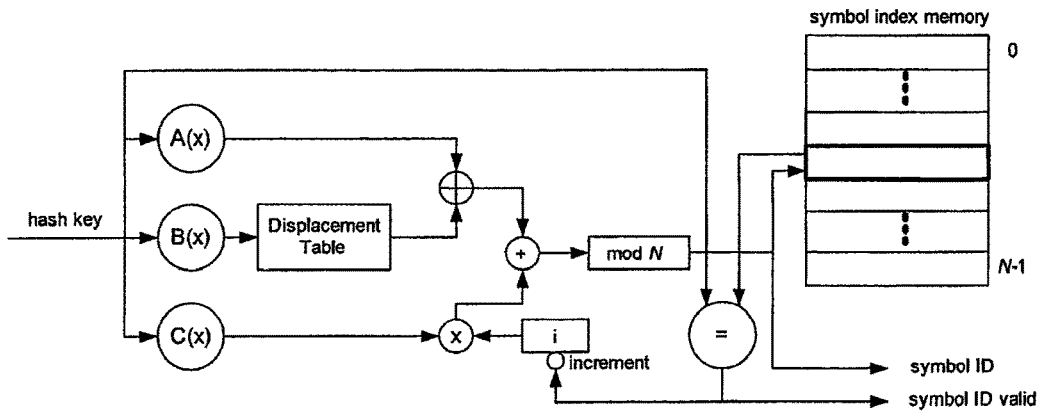 symbol index memory
0
A(x)
hash key
B(x)
Displacement
Table
+
mod N
N-1
C(x)
x
i
=
increment
symbol ID
symbol ID valid